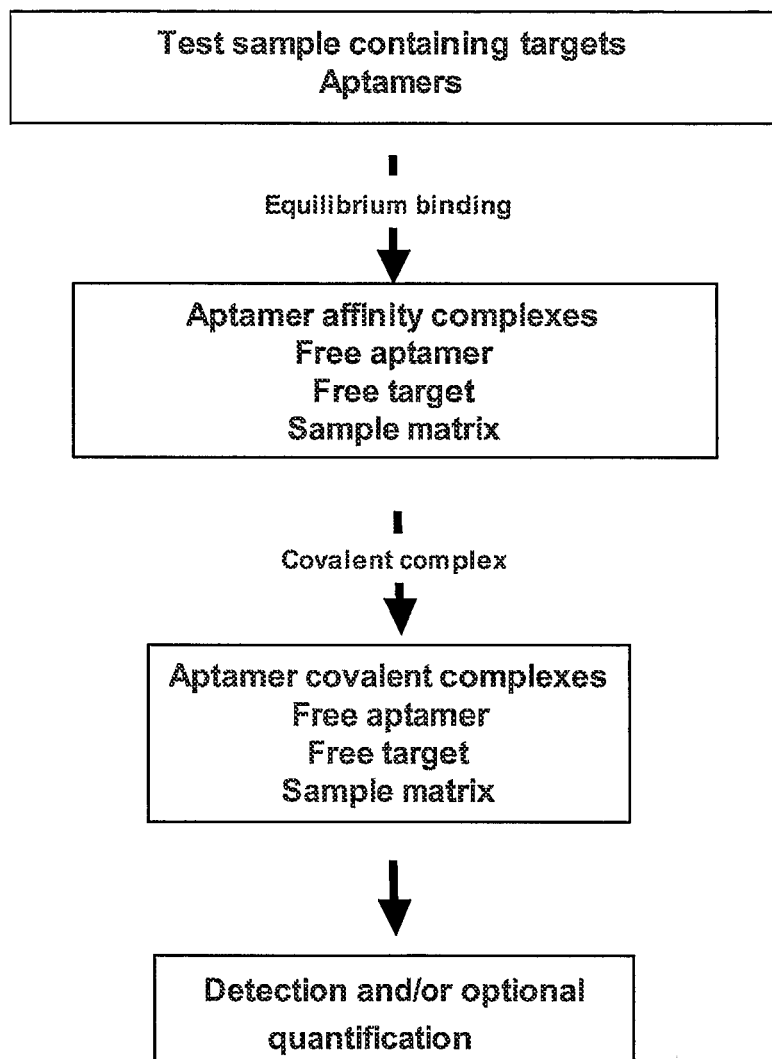 Test sample containing targets
Aptamers
Equilibrium binding
Aptamer affinity complexes
Free aptamer
Free target
Sample matrix
Covalent complex
Aptamer covalent complexes
Free aptamer
Free target
Sample matrix
Detection and/or optional
quantification